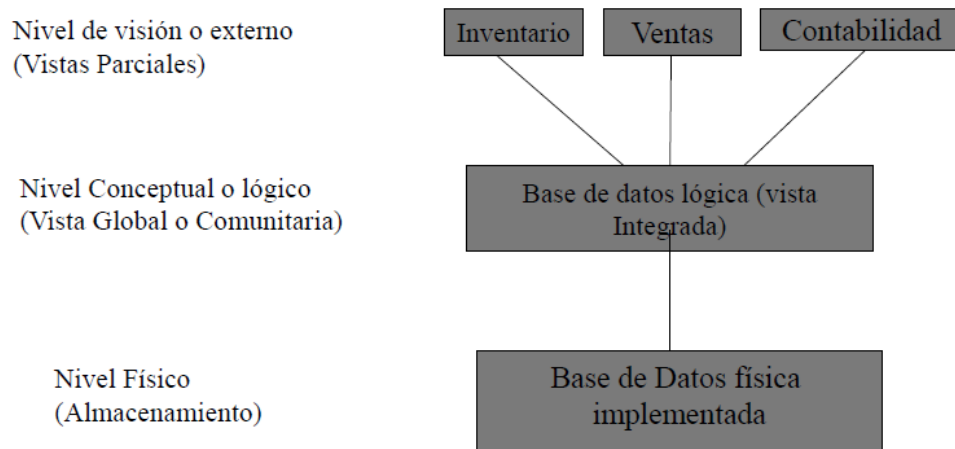 Nivel de visión o externo
(Vistas Parciales)
Inventario
Ventas
Contabilidad
Nivel Conceptual o lógico
(Vista Global o Comunitaria)
Base de datos lógica (vista
Integrada)
Nivel Físico
(Almacenamiento)
Base de Datos física
implementada